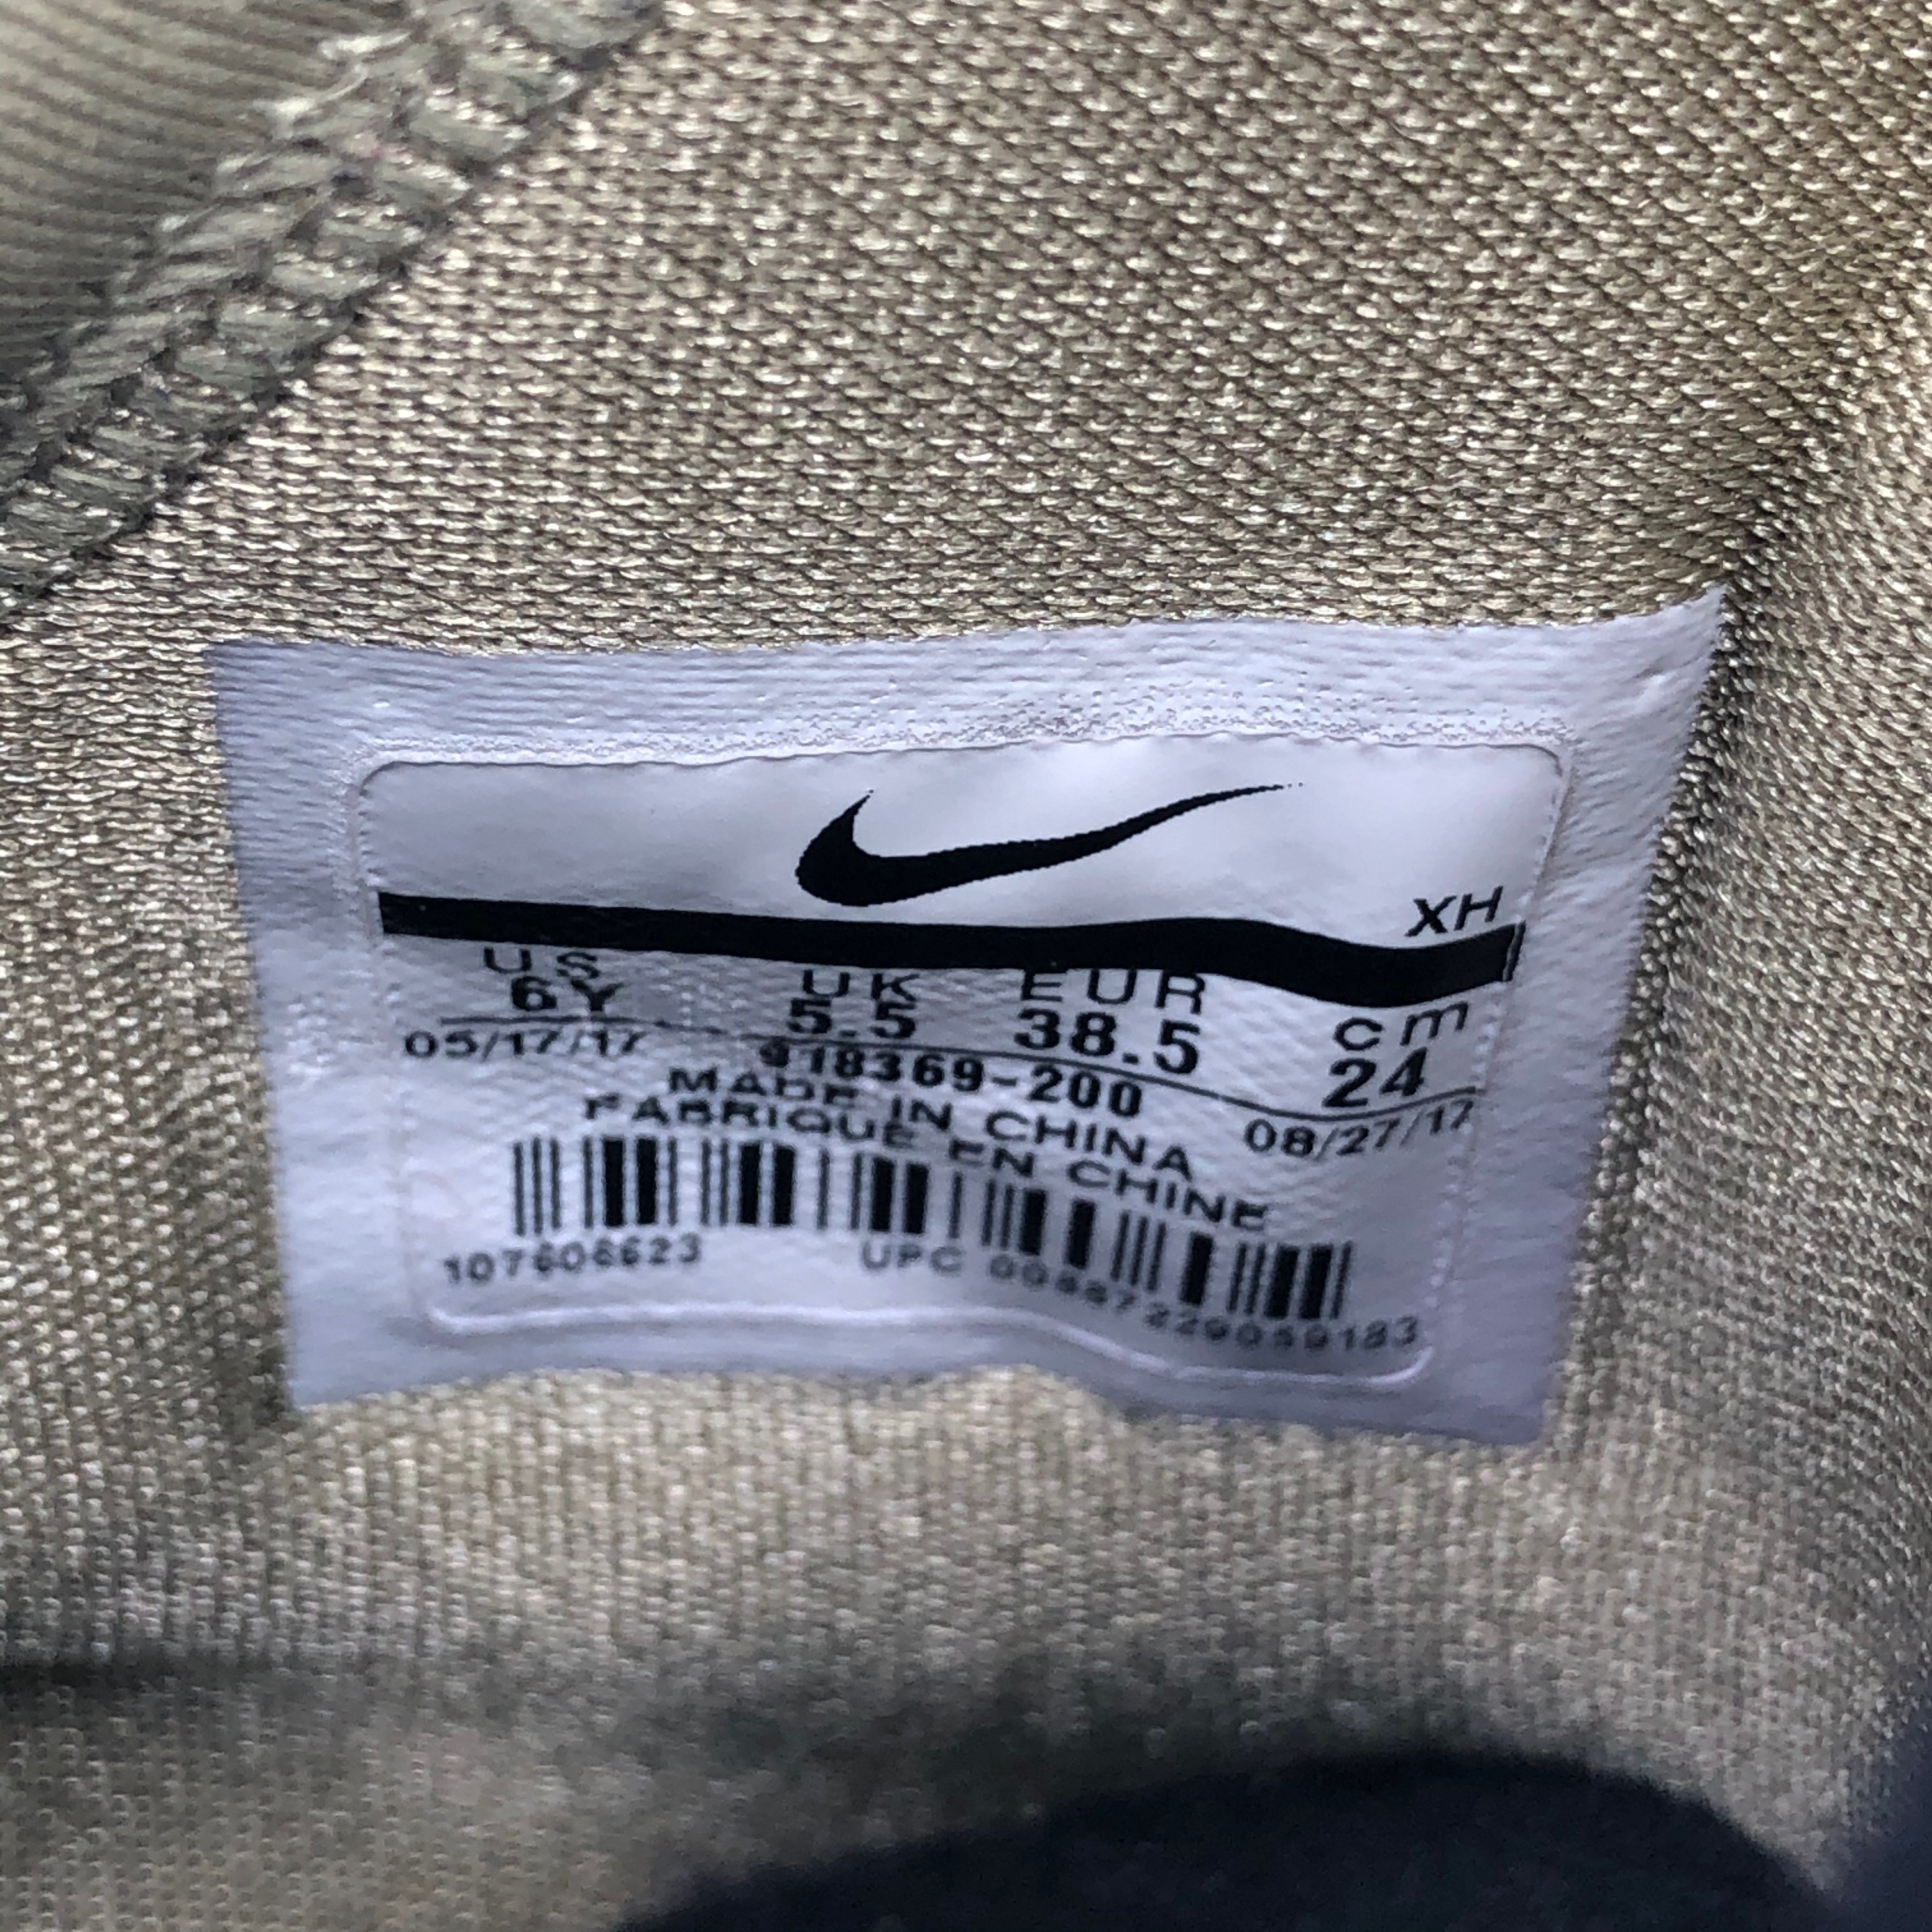 XH
US UK EUR cm
6Y 5.5 38.5 24
05/17/17 918369-200 08/27/17
MADE IN CHINA
FABRIQUE EN CHINE
107606623 UPC 00887229059183